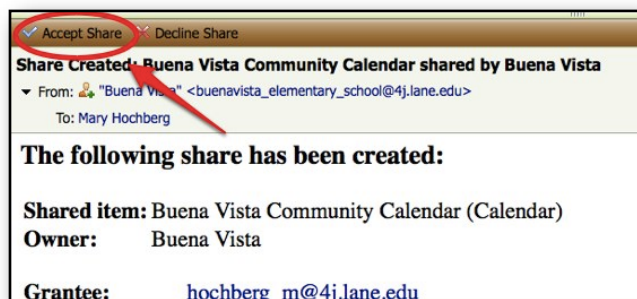 Accept Share Decline Share
Share Created: Buena Vista Community Calendar shared by Buena Vista
From: "Buena Vista" <buenavista_elementary_school@4j.lane.edu>
To: Mary Hochberg
The following share has been created:
Shared item: Buena Vista Community Calendar (Calendar)
Owner: Buena Vista
Grantee: hochberg_m@4j.lane.edu